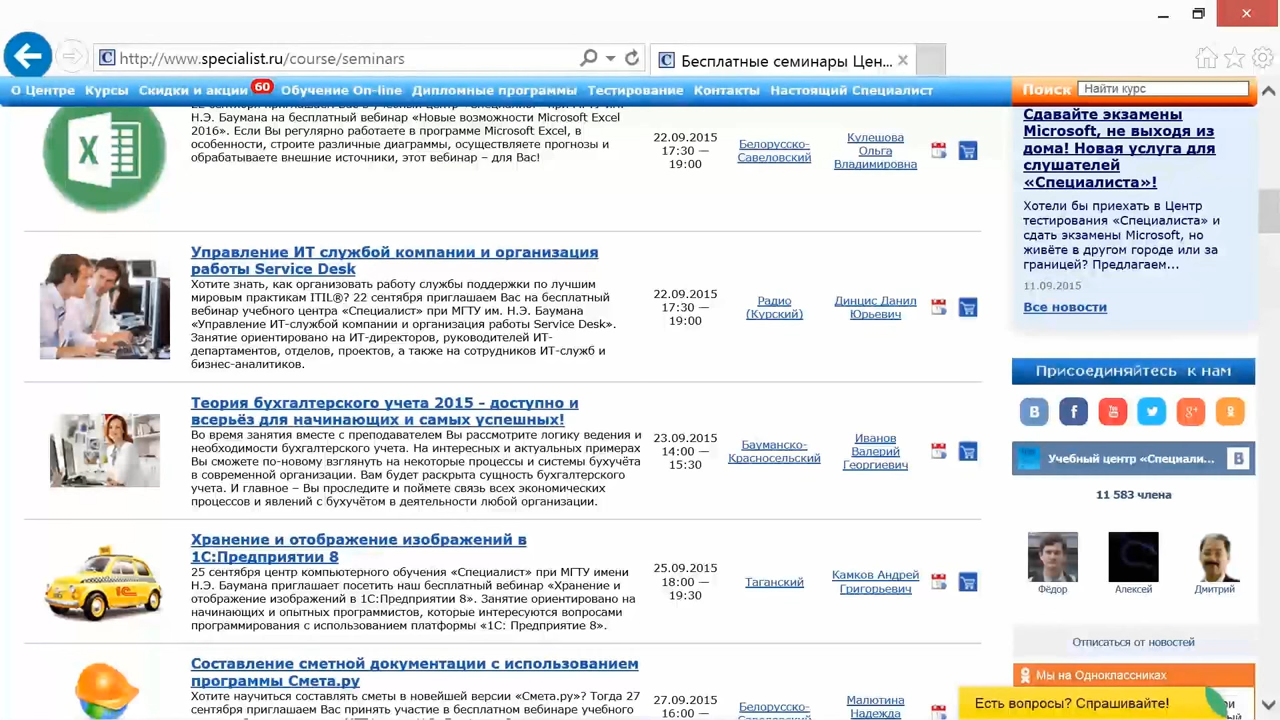 http://www.specialist.ru/course/seminars
Бесплатные семинары Цен...
О Центре Курсы Скидки и акции 60 Обучение On-line Дипломные программы Тестирование Контакты Настоящий Специалист
Поиск Найти курс
Н.Э. Баумана на бесплатный вебинар «Новые возможности Microsoft Excel
2016». Если Вы регулярно работаете в программе Microsoft Excel, в
особенности, строите различные диаграммы, осуществляете прогнозы и
обрабатываете внешние источники, этот вебинар – для Вас!
22.09.2015
17:30 —
19:00
Белорусско-
Савеловский
Кулешова
Ольга
Владимировна
Управление ИТ службой компании и организация
работы Service Desk
Хотите знать, как организовать работу службы поддержки по лучшим
мировым практикам ITIL®? 22 сентября приглашаем Вас на бесплатный
вебинар учебного центра «Специалист» при МГТУ им. Н.Э. Баумана
«Управление ИТ-службой компании и организация работы Service Desk».
Занятие ориентировано на ИТ-директоров, руководителей ИТ-
департаментов, отделов, проектов, а также на сотрудников ИТ-служб и
бизнес-аналитиков.
22.09.2015
17:30 —
19:00
Радио
(Курский)
Динцис Данил
Юрьевич
Теория бухгалтерского учета 2015 - доступно и
всерьёз для начинающих и самых успешных!
Во время занятия вместе с преподавателем Вы рассмотрите логику ведения и
необходимости бухгалтерского учета. На интересных и актуальных примерах
Вы сможете по-новому взглянуть на некоторые процессы и системы бухучёта
в современной организации. Вам будет раскрыта сущность бухгалтерского
учета. И главное – Вы проследите и поймете связь всех экономических
процессов и явлений с бухучётом в деятельности любой организации.
23.09.2015
14:00 —
15:30
Бауманско-
Красносельский
Иванов
Валерий
Георгиевич
Хранение и отображение изображений в
1С:Предприятии 8
25 сентября центр компьютерного обучения «Специалист» при МГТУ имени
Н.Э. Баумана приглашает посетить наш бесплатный вебинар «Хранение и
отображение изображений в 1С:Предприятии 8». Занятие ориентировано на
начинающих и опытных программистов, которые интересуются вопросами
программирования с использованием платформы «1С: Предприятие 8».
25.09.2015
18:00 —
19:30
Таганский
Камков Андрей
Григорьевич
Составление сметной документации с использованием
программы Смета.ру
Хотите научиться составлять сметы в новейшей версии «Смета.ру»? Тогда 27
сентября приглашаем Вас принять участие в бесплатном вебинаре учебного
27.09.2015
16:00 —
Белорусско-
Савеловский
Малютина
Надежда
Сдавайте экзамены
Microsoft, не выходя из
дома! Новая услуга для
слушателей
«Специалиста»!
Хотели бы приехать в Центр
тестирования «Специалиста» и
сдать экзамены Microsoft, но
живёте в другом городе или за
границей? Предлагаем...
11.09.2015
Все новости
Присоединяйтесь к нам
Учебный центр «Специали...
11 583 члена
Фёдор Алексей Дмитрий
Отписаться от новостей
Мы на Одноклассниках
Есть вопросы? Спрашивайте!